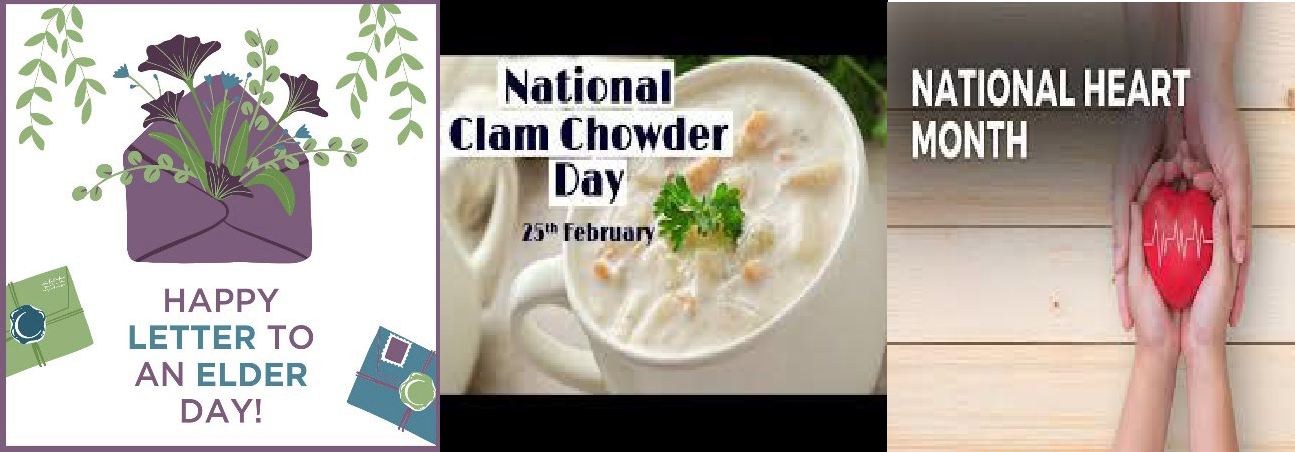 HAPPY
LETTER TO
AN ELDER
DAY!
National
Clam Chowder
Day
25th February
NATIONAL HEART
MONTH